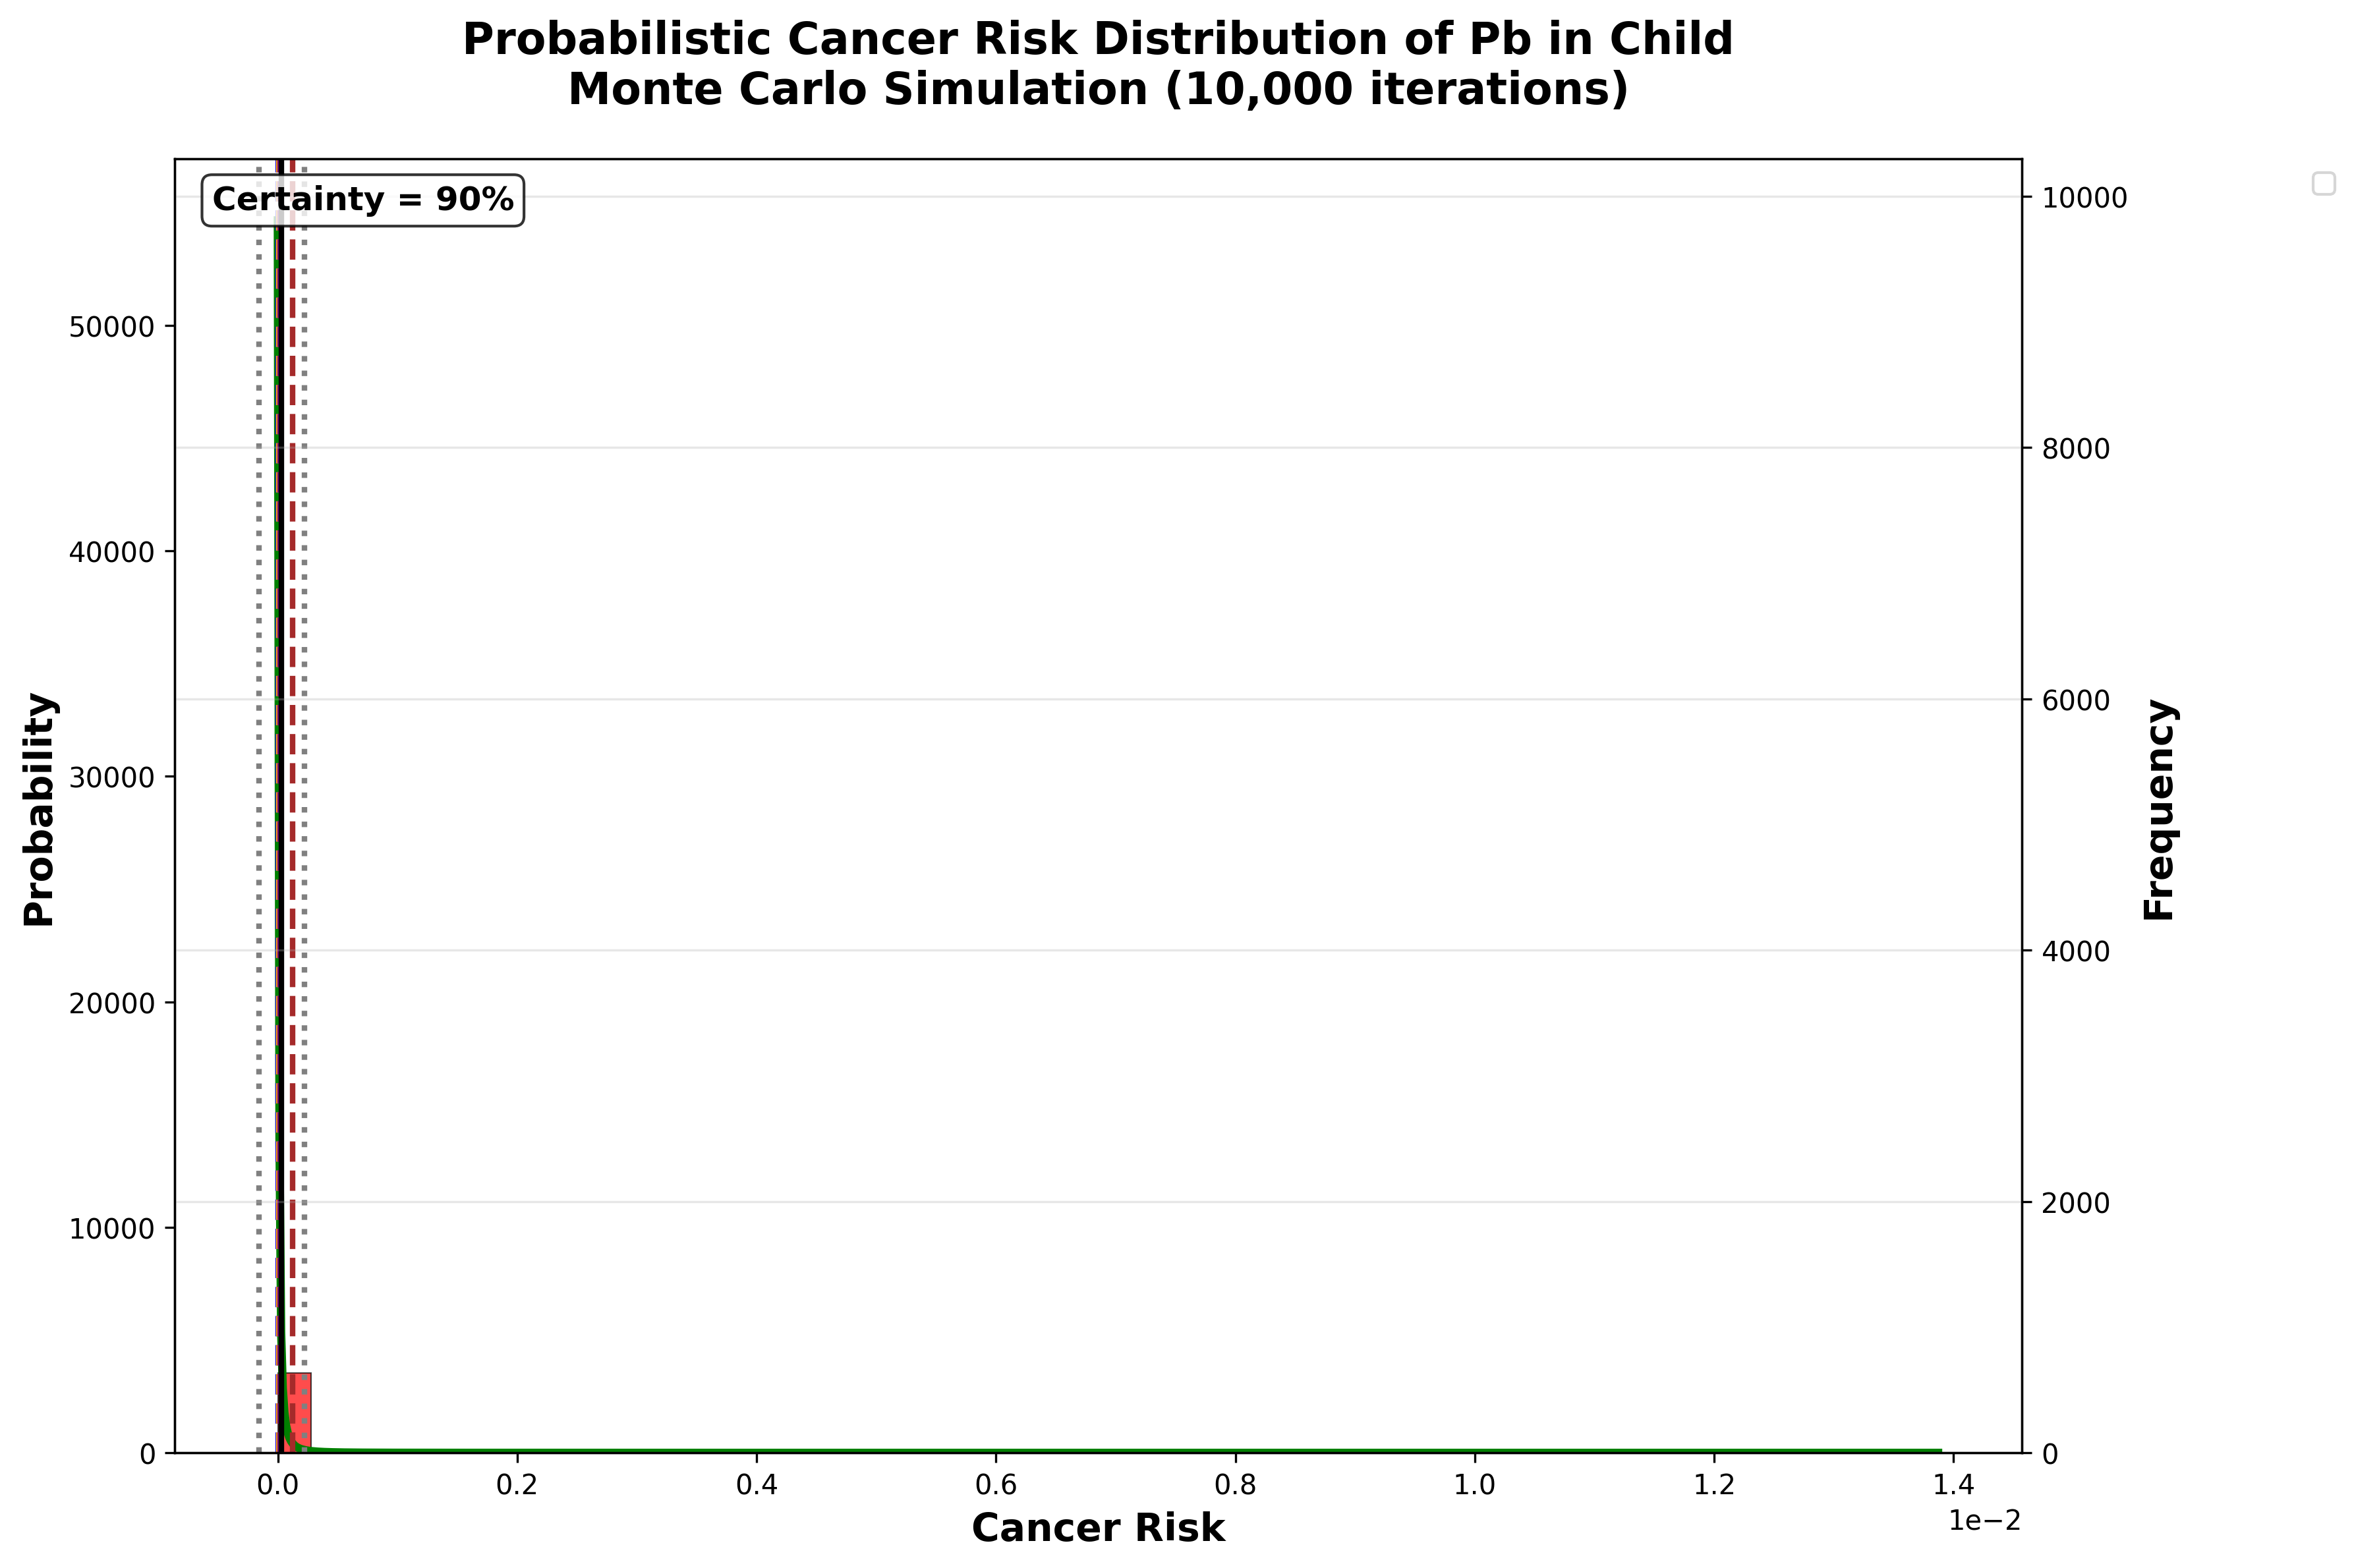 Probabilistic Cancer Risk Distribution of Pb in Child
Monte Carlo Simulation (10,000 iterations)
Certainty = 90%
Probability
50000
40000
30000
20000
10000
0
10000
8000
6000
4000
2000
0
Frequency
0.0 0.2 0.4 0.6 0.8 1.0 1.2 1.4
1e−2
Cancer Risk